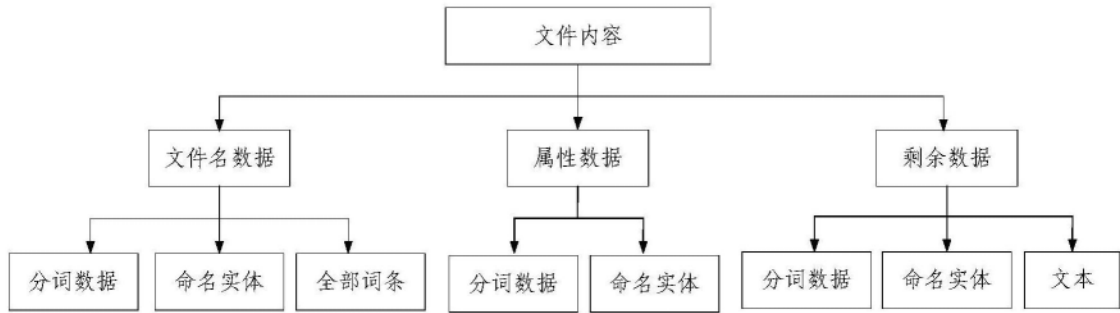 文件内容
文件名数据
属性数据
剩余数据
分词数据
命名实体
全部词条
分词数据
命名实体
分词数据
命名实体
文本